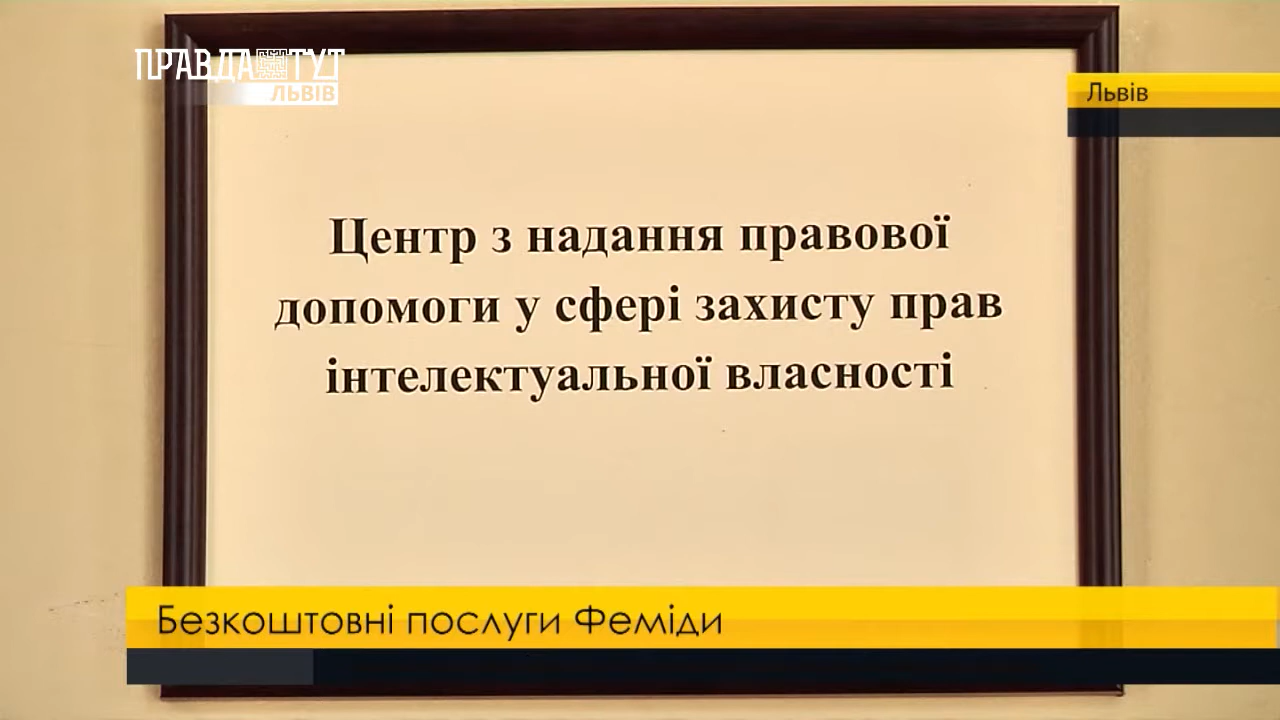 ПРАВДА ТУТ
ЛЬВІВ
Львів
Центр з надання правової
допомоги у сфері захисту прав
інтелектуальної власності
Безкоштовні послуги Феміди